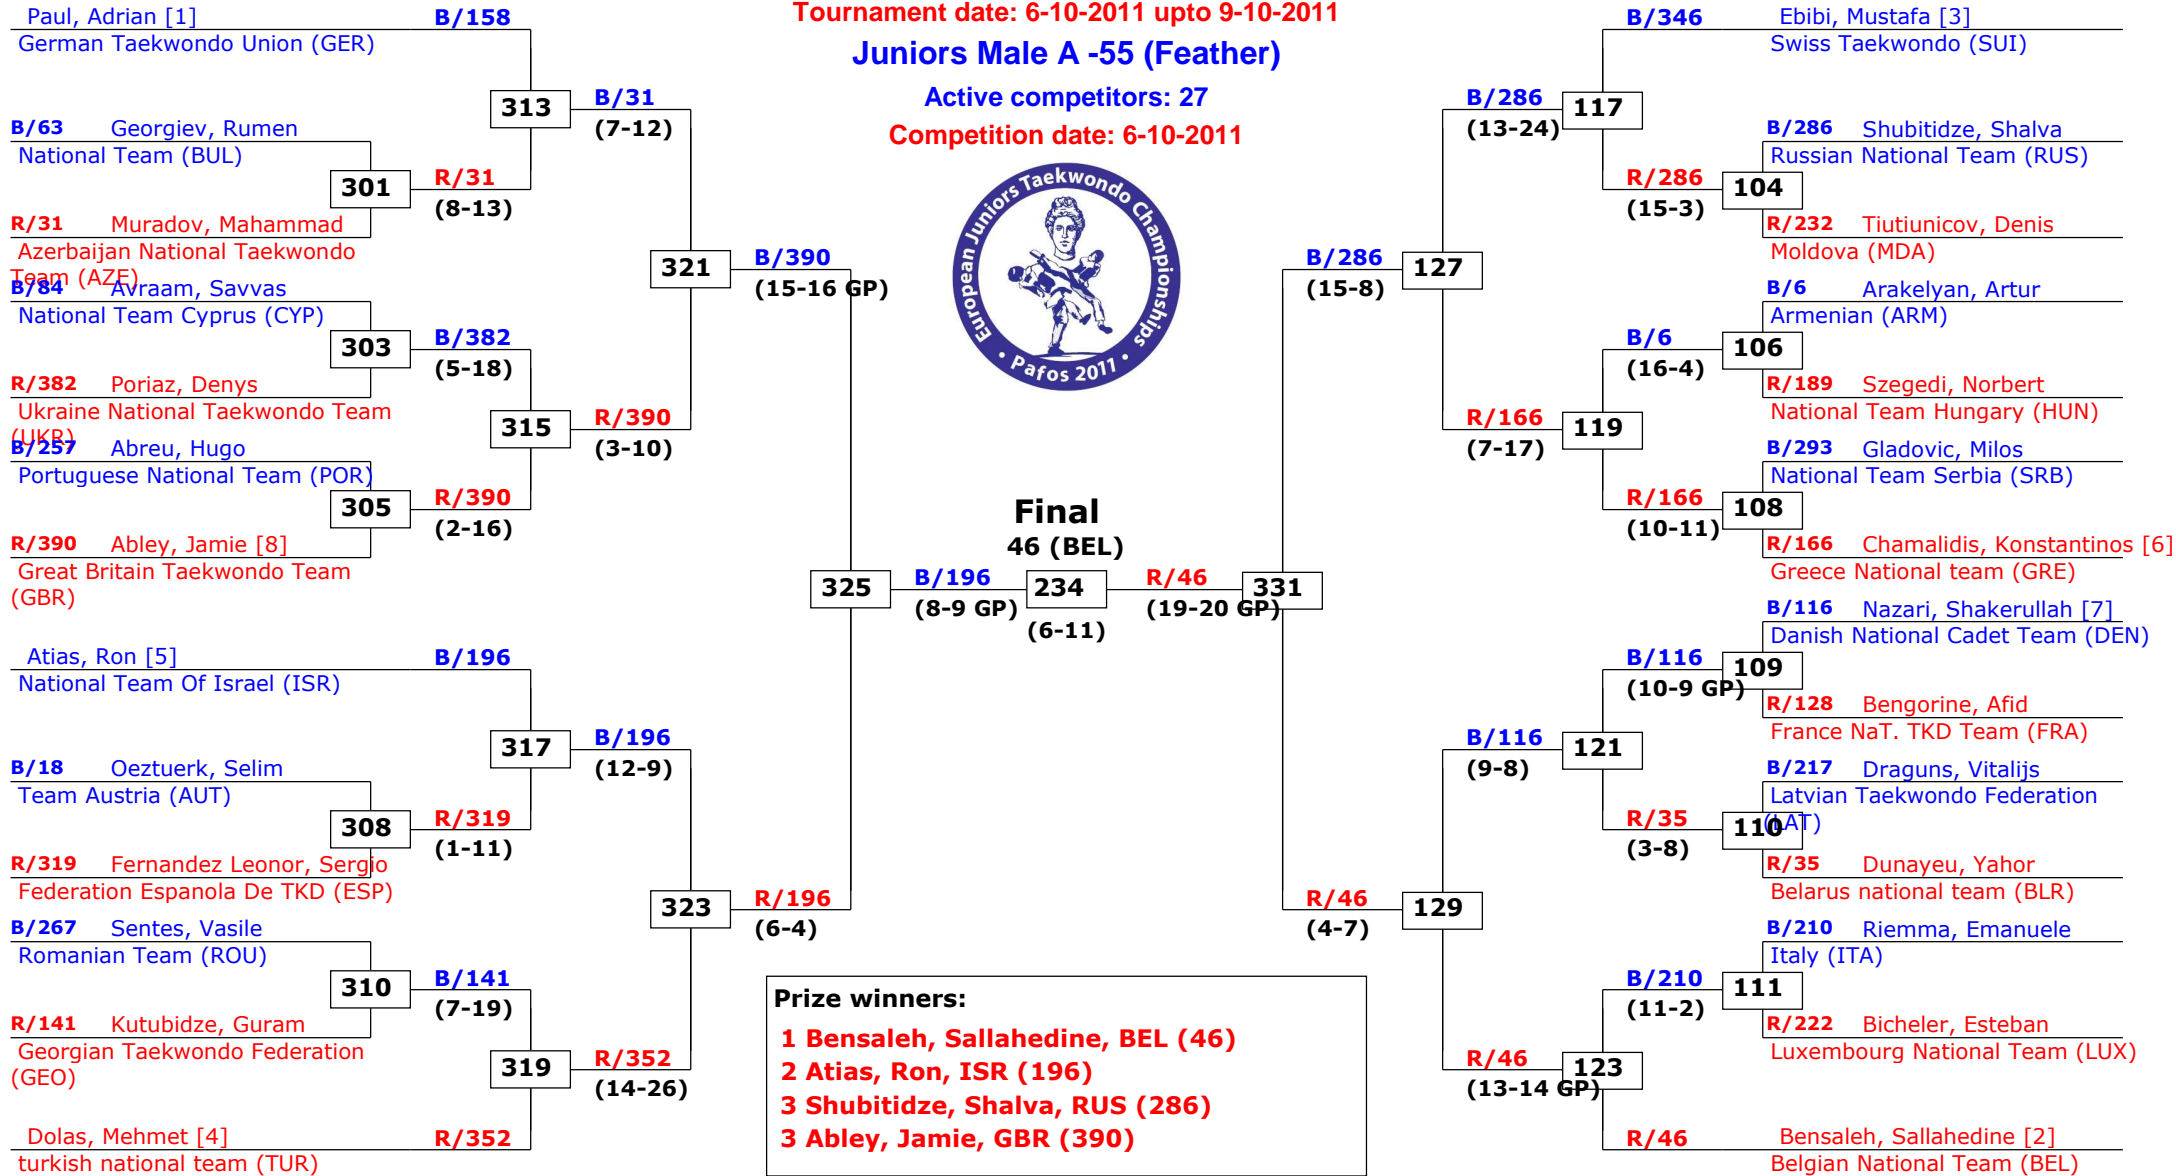 Tournament date: 6-10-2011 upto 9-10-2011
Juniors Male A -55 (Feather)
Active competitors: 27
Competition date: 6-10-2011
European Juniors Taekwondo Championships
• Pafos 2011 •
Paul, Adrian [1]
B/158
German Taekwondo Union (GER)
313
B/31
(7-12)
B/63 Georgiev, Rumen
National Team (BUL)
301
R/31
(8-13)
R/31 Muradov, Mahammad
Azerbaijan National Taekwondo
Team (AZE)
321
B/390
(15-16 GP)
B/84 Avraam, Savvas
National Team Cyprus (CYP)
303
B/382
(5-18)
R/382 Poriaz, Denys
Ukraine National Taekwondo Team
(UKR)
315
R/390
(3-10)
B/257 Abreu, Hugo
Portuguese National Team (POR)
305
R/390
(2-16)
R/390 Abley, Jamie [8]
Great Britain Taekwondo Team
(GBR)
325
B/196
(8-9 GP)
Atias, Ron [5]
B/196
National Team Of Israel (ISR)
317
B/196
(12-9)
B/18 Oeztuerk, Selim
Team Austria (AUT)
308
R/319
(1-11)
R/319 Fernandez Leonor, Sergio
Federation Espanola De TKD (ESP)
323
R/196
(6-4)
B/267 Sentes, Vasile
Romanian Team (ROU)
310
B/141
(7-19)
R/141 Kutubidze, Guram
Georgian Taekwondo Federation
(GEO)
319
R/352
(14-26)
Dolas, Mehmet [4]
R/352
turkish national team (TUR)
Final
46 (BEL)
234
(6-11)
R/46
(19-20 GP)
331
B/346
Ebibi, Mustafa [3]
Swiss Taekwondo (SUI)
B/286
(13-24)
117
B/286 Shubitidze, Shalva
Russian National Team (RUS)
R/286
(15-3)
104
R/232 Tiutiunicov, Denis
Moldova (MDA)
B/286
(15-8)
127
B/6 Arakelyan, Artur
Armenian (ARM)
B/6
(16-4)
106
R/189 Szegedi, Norbert
National Team Hungary (HUN)
R/166
(7-17)
119
B/293 Gladovic, Milos
National Team Serbia (SRB)
R/166
(10-11)
108
R/166 Chamalidis, Konstantinos [6]
Greece National team (GRE)
B/116 Nazari, Shakerullah [7]
Danish National Cadet Team (DEN)
B/116
(10-9 GP)
109
R/128 Bengorine, Afid
France NaT. TKD Team (FRA)
B/116
(9-8)
121
B/217 Draguns, Vitalijs
Latvian Taekwondo Federation
(LAT)
R/35
(3-8)
110
R/35 Dunayeu, Yahor
Belarus national team (BLR)
R/46
(4-7)
129
B/210 Riemma, Emanuele
Italy (ITA)
B/210
(11-2)
111
R/222 Bicheler, Esteban
Luxembourg National Team (LUX)
R/46
(13-14 GP)
123
R/46
Bensaleh, Sallahedine [2]
Belgian National Team (BEL)
Prize winners:
1 Bensaleh, Sallahedine, BEL (46)
2 Atias, Ron, ISR (196)
3 Shubitidze, Shalva, RUS (286)
3 Abley, Jamie, GBR (390)